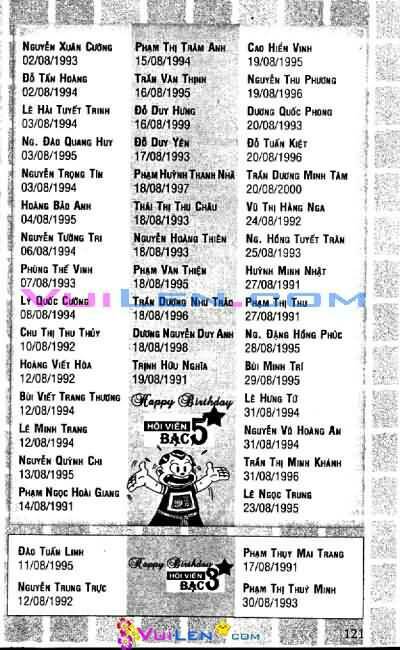 Nguyễn Xuân Cường
02/08/1993
Đỗ Tấn Hoàng
02/08/1994
Lê Hải Tuyết Trinh
03/08/1994
Ng. Đào Quang Huy
03/08/1995
Nguyễn Trọng Tín
03/08/1994
Hoàng Bảo Anh
04/08/1995
Nguyễn Tường Tri
06/08/1994
Phùng Thế Vinh
07/08/1993
Lý Quốc Cường
08/08/1994
Chu Thị Thu Thủy
10/08/1992
Hoàng Viết Hòa
12/08/1992
Bùi Viết Trang Thương
12/08/1994
Lê Minh Trang
12/08/1994
Nguyễn Quỳnh Chi
13/08/1995
Phạm Ngọc Hoài Giang
14/08/1991
Phạm Thị Trâm Anh
15/08/1994
Trần Văn Thịnh
16/08/1995
Đỗ Duy Hưng
16/08/1999
Đỗ Duy Yên
17/08/1993
Phạm Huỳnh Thanh Nhã
18/08/1997
Thái Thị Thu Châu
18/08/1993
Nguyễn Hoàng Thiên
18/08/1993
Phạm Văn Thiện
18/08/1995
Trần Dương Như Thảo
18/08/1996
Dương Nguyễn Duy Anh
18/08/1998
Trịnh Hữu Nghĩa
19/08/1991
Happy Birthday
HỘI VIÊN
BẠC 5
Cao Hiển Vinh
19/08/1995
Nguyễn Thu Phương
19/08/1996
Dương Quốc Phong
20/08/1993
Đỗ Tuấn Kiệt
20/08/1996
Trần Dương Minh Tâm
20/08/2000
Vũ Thị Hằng Nga
24/08/1992
Ng. Hồng Tuyết Trân
25/08/1993
Huỳnh Minh Nhật
27/08/1991
Phạm Thị Thu
27/08/1991
Ng. Đặng Hồng Phúc
28/08/1995
Bùi Minh Trí
29/08/1995
Lê Hưng Tứ
31/08/1994
Nguyễn Võ Hoàng An
31/08/1994
Trần Thị Minh Khánh
31/08/1996
Lê Ngọc Trung
23/08/1995
VuiLEN.com
Đào Tuấn Linh
11/08/1995
Nguyễn Trung Trực
12/08/1992
Happy Birthday
HỘI VIÊN
BẠC 3
Phạm Thụy Mai Trang
17/08/1991
Phạm Thị Thuý Minh
30/08/1993
VuiLen.com
121